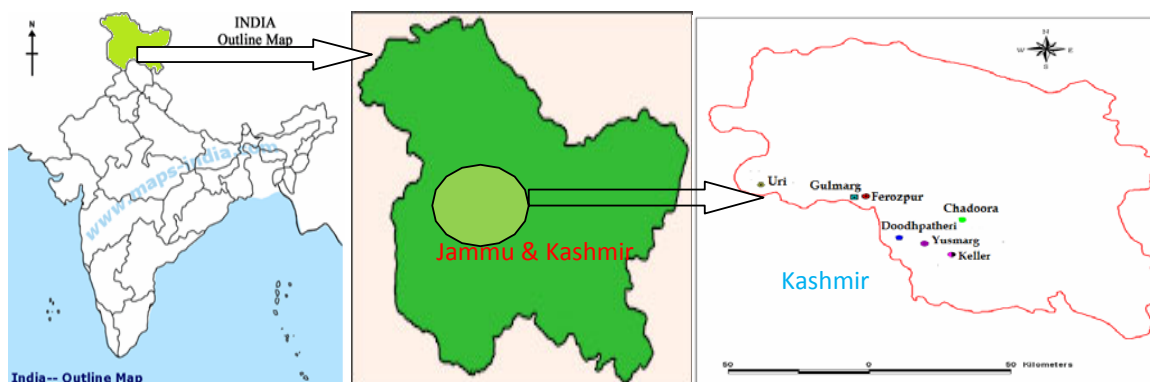 N
INDIA
Outline Map
www.maps-india.com
India-- Outline Map
Jammu & Kashmir
N
W E
S
Uri
Gulmarg
Ferozpur
Chadoora
Doodhpatheri
Yusmarg
Keller
Kashmir
50 0 50 Kilometers